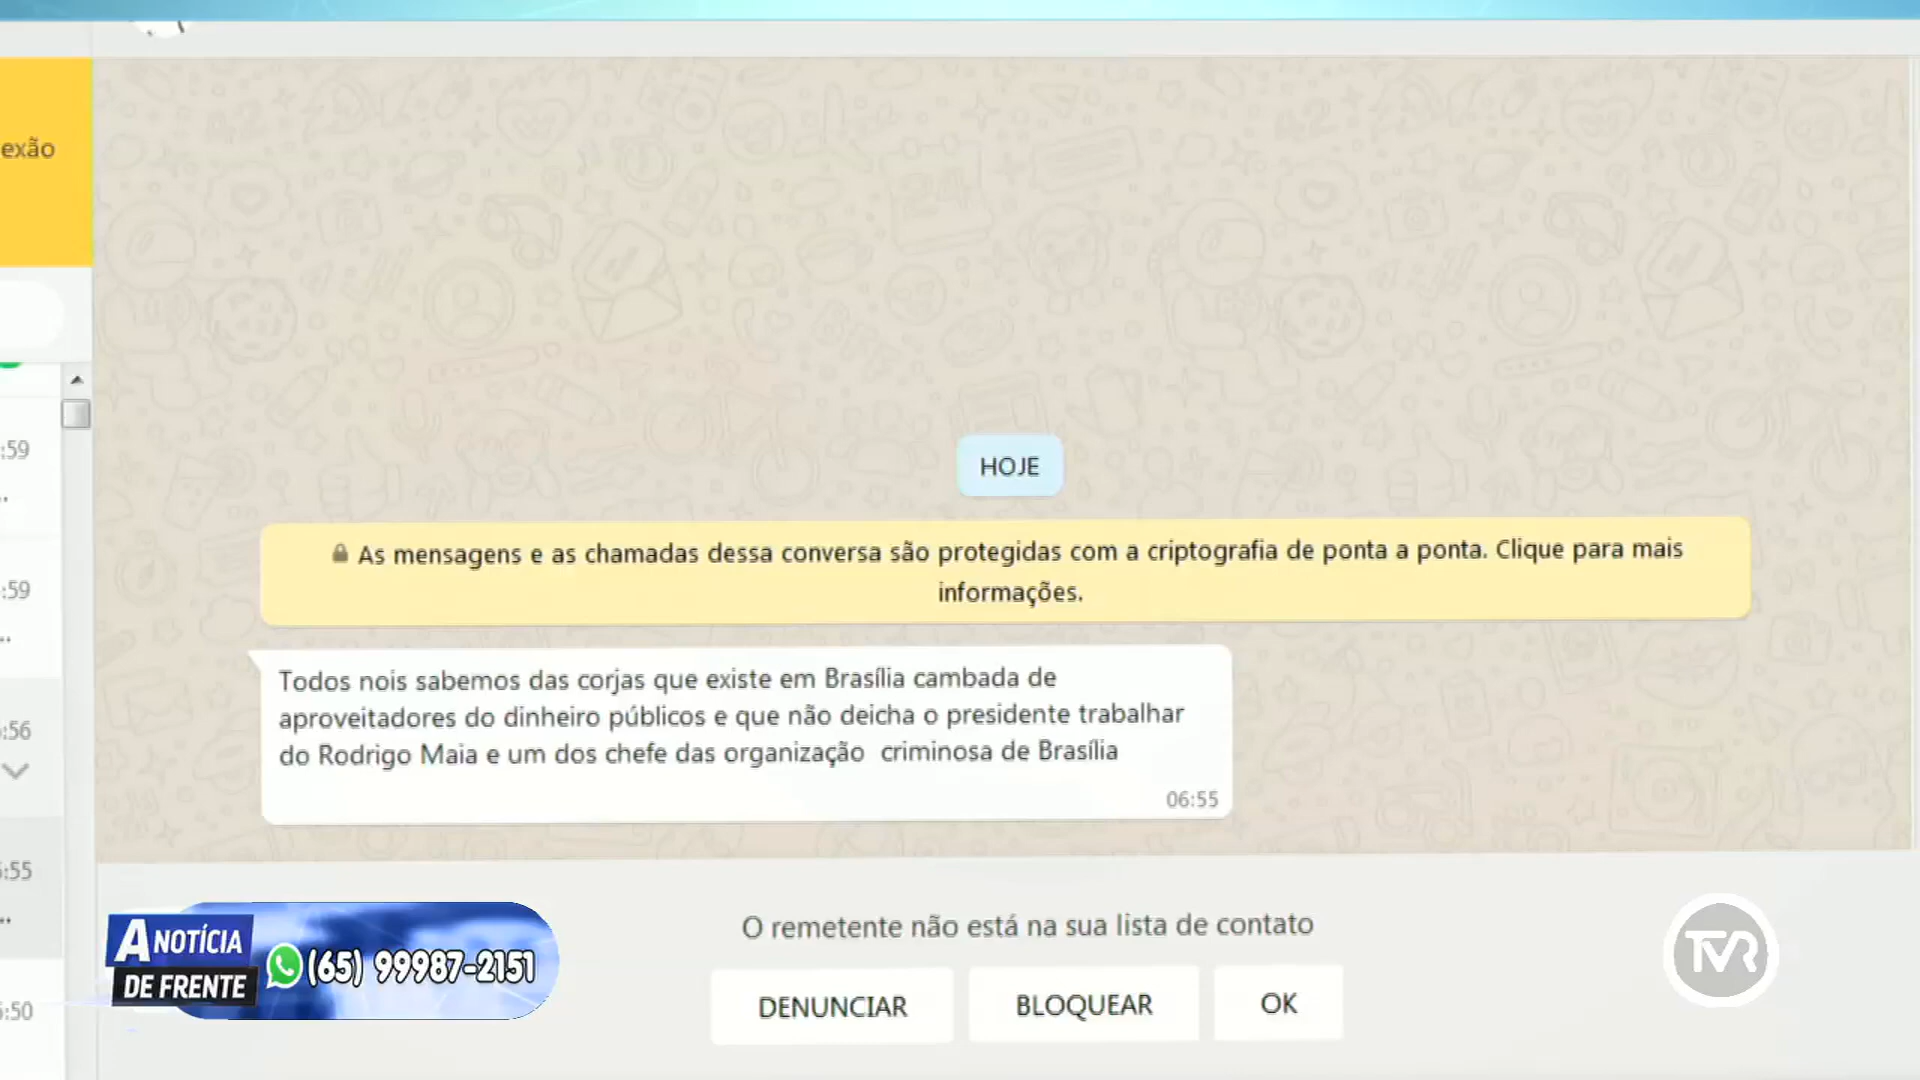 exão
:59
..
:59
..
:56
:55
..
:50
HOJE
As mensagens e as chamadas dessa conversa são protegidas com a criptografia de ponta a ponta. Clique para mais
informações.
Todos nois sabemos das corjas que existe em Brasília cambada de
aproveitadores do dinheiro públicos e que não deicha o presidente trabalhar
do Rodrigo Maia e um dos chefe das organização  criminosa de Brasília
06:55
O remetente não está na sua lista de contato
DENUNCIAR
BLOQUEAR
OK
A NOTÍCIA
DE FRENTE
(65) 99987-2151
TVR